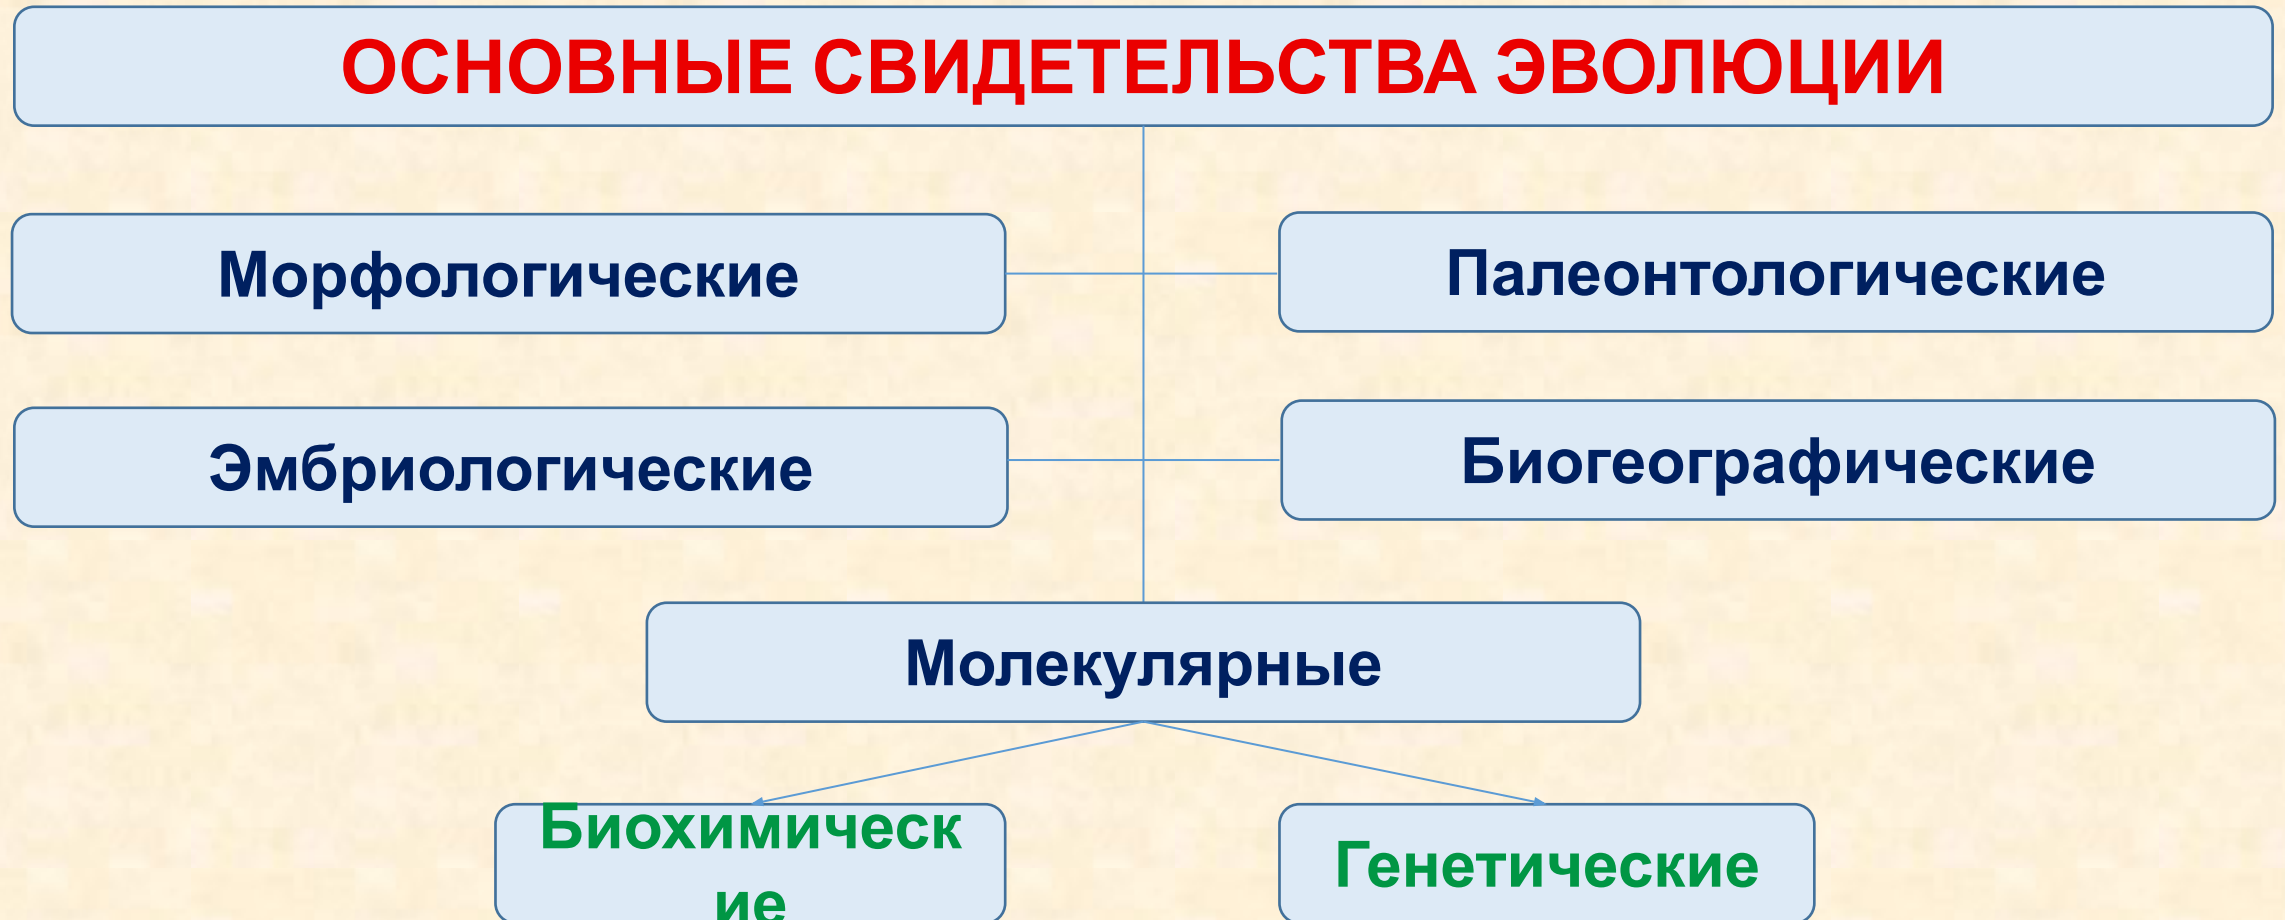 ОСНОВНЫЕ СВИДЕТЕЛЬСТВА ЭВОЛЮЦИИ
Морфологические
Палеонтологические
Эмбриологические
Биогеографические
Молекулярные
Биохимическ
ие
Генетические